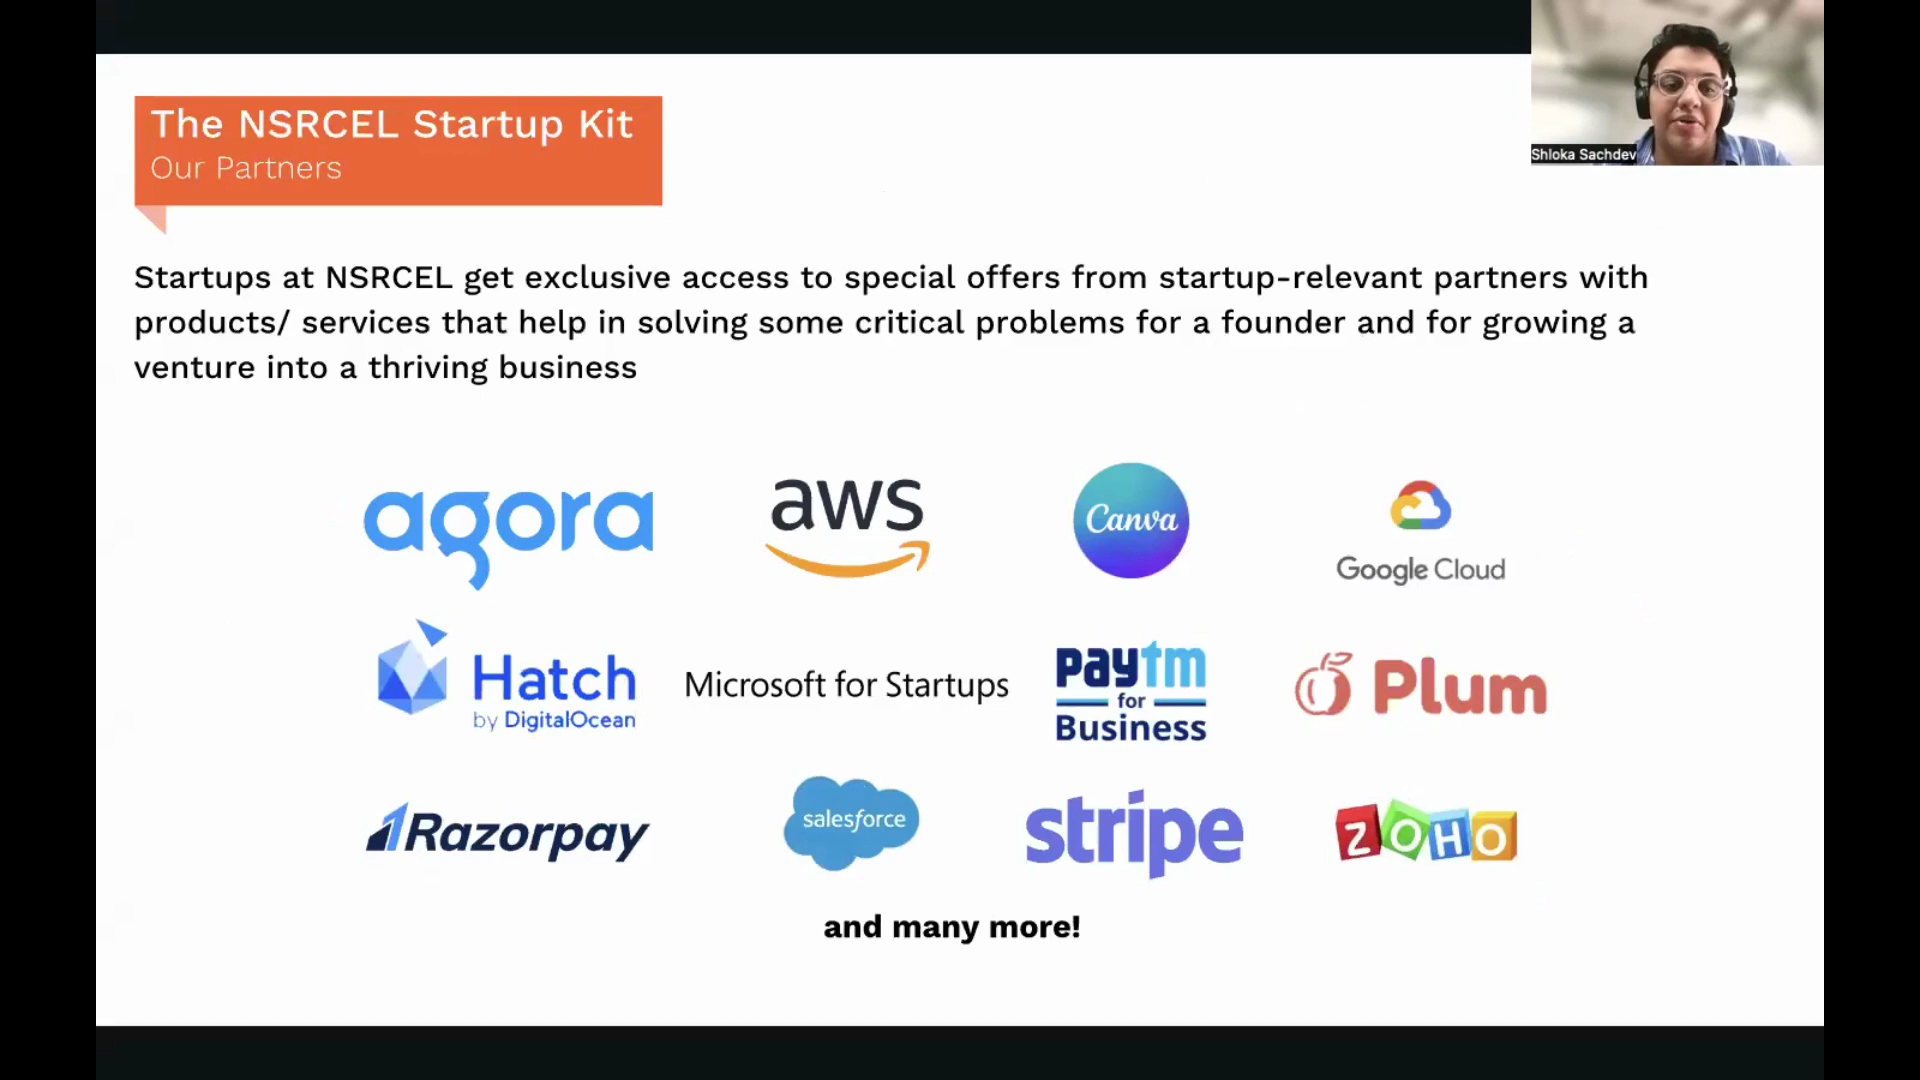 The NSRCEL Startup Kit
Our Partners
Shloka Sachdev
Startups at NSRCEL get exclusive access to special offers from startup-relevant partners with
products/ services that help in solving some critical problems for a founder and for growing a
venture into a thriving business
agora
aws
Canva
Google Cloud
Hatch
by DigitalOcean
Microsoft for Startups
paytm
for
Business
Plum
Razorpay
salesforce
stripe
ZOHO
and many more!